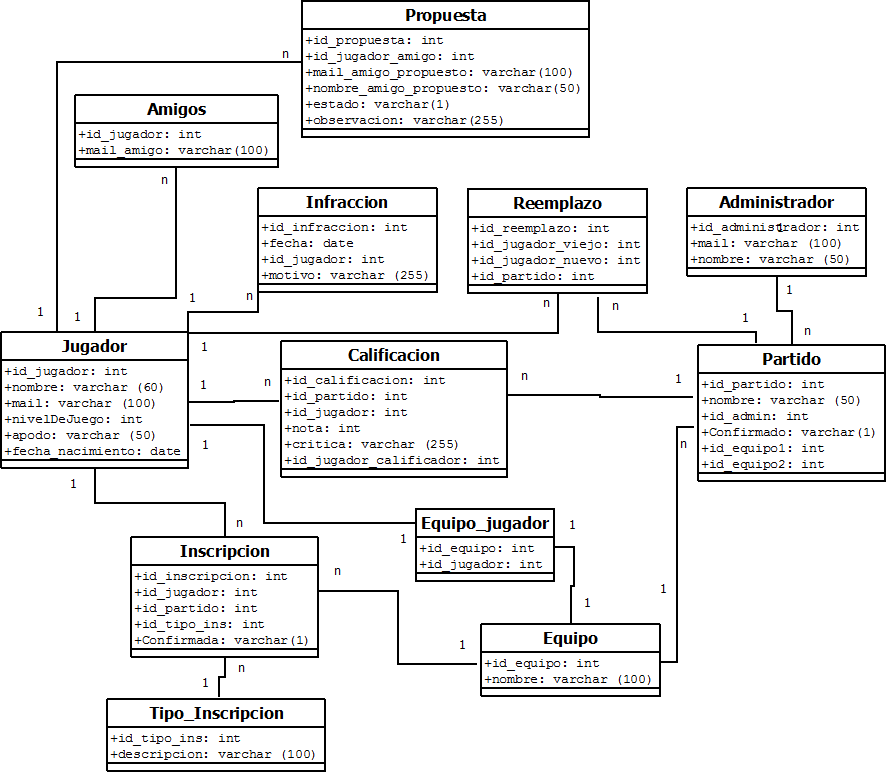 Propuesta
+id_propuesta: int
+id_jugador_amigo: int
+mail_amigo_propuesto: varchar(100)
+nombre_amigo_propuesto: varchar(50)
+estado: varchar(1)
+observacion: varchar(255)
n
Amigos
+id_jugador: int
+mail_amigo: varchar(100)
n
Infraccion
+id_infraccion: int
+fecha: date
+id_jugador: int
+motivo: varchar (255)
n
Reemplazo
+id_reemplazo: int
+id_jugador_viejo: int
+id_jugador_nuevo: int
+id_partido: int
n
n
Administrador
+id_administrador: int
1
+mail: varchar (100)
+nombre: varchar (50)
1
n
1
1
1
1
1
Jugador
+id_jugador: int
+nombre: varchar (60)
+mail: varchar (100)
+nivelDeJuego: int
+apodo: varchar (50)
+fecha_nacimiento: date
1
1
1
n
Calificacion
+id_calificacion: int
+id_partido: int
+id_jugador: int
+nota: int
+critica: varchar (255)
+id_jugador_calificador: int
n
1
Partido
+id_partido: int
+nombre: varchar (50)
+id_admin: int
+Confirmado: varchar(1)
+id_equipo1: int
+id_equipo2: int
n
1
n
Equipo_jugador
+id_equipo: int
+id_jugador: int
1
1
1
Inscripcion
+id_inscripcion: int
+id_jugador: int
+id_partido: int
+id_tipo_ins: int
+Confirmada: varchar(1)
n
1
n
1
Equipo
+id_equipo: int
+nombre: varchar (100)
1
Tipo_Inscripcion
+id_tipo_ins: int
+descripcion: varchar (100)